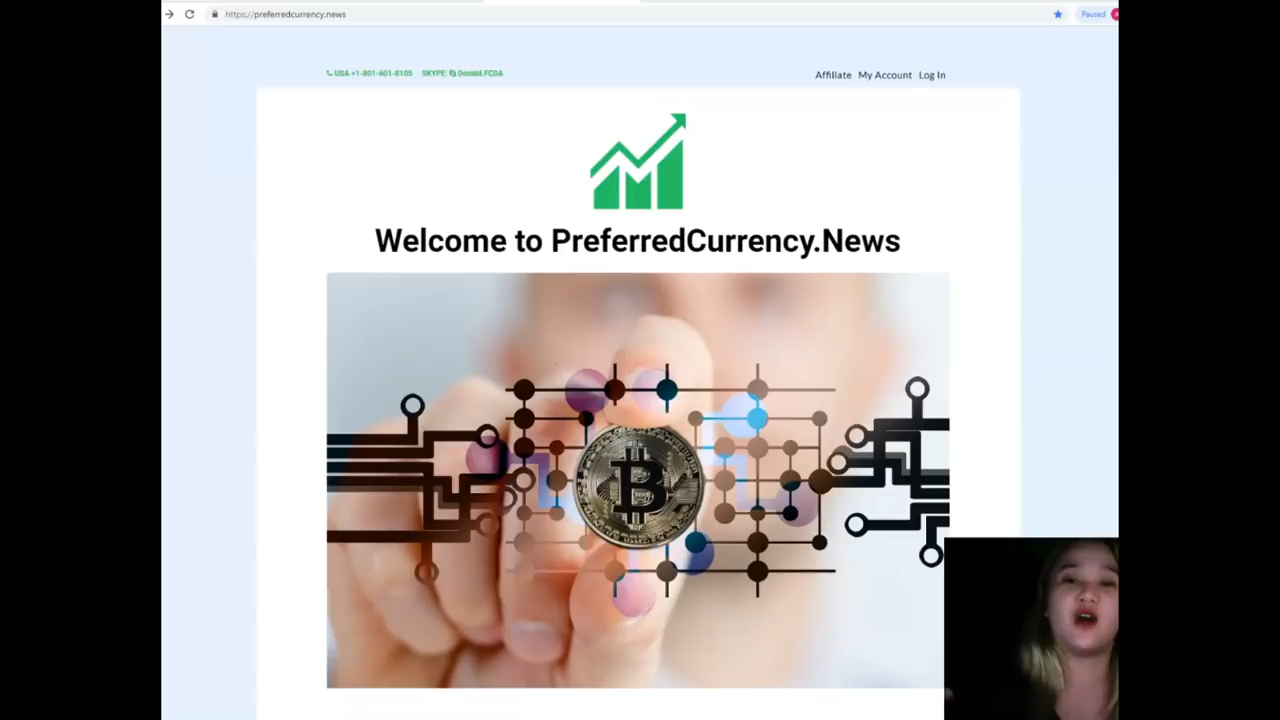 https://preferredcurrency.news
Paused
USA +1-801-601-8105 SKYPE: Donald.FCDA
Affiliate My Account Log In
Welcome to PreferredCurrency.News